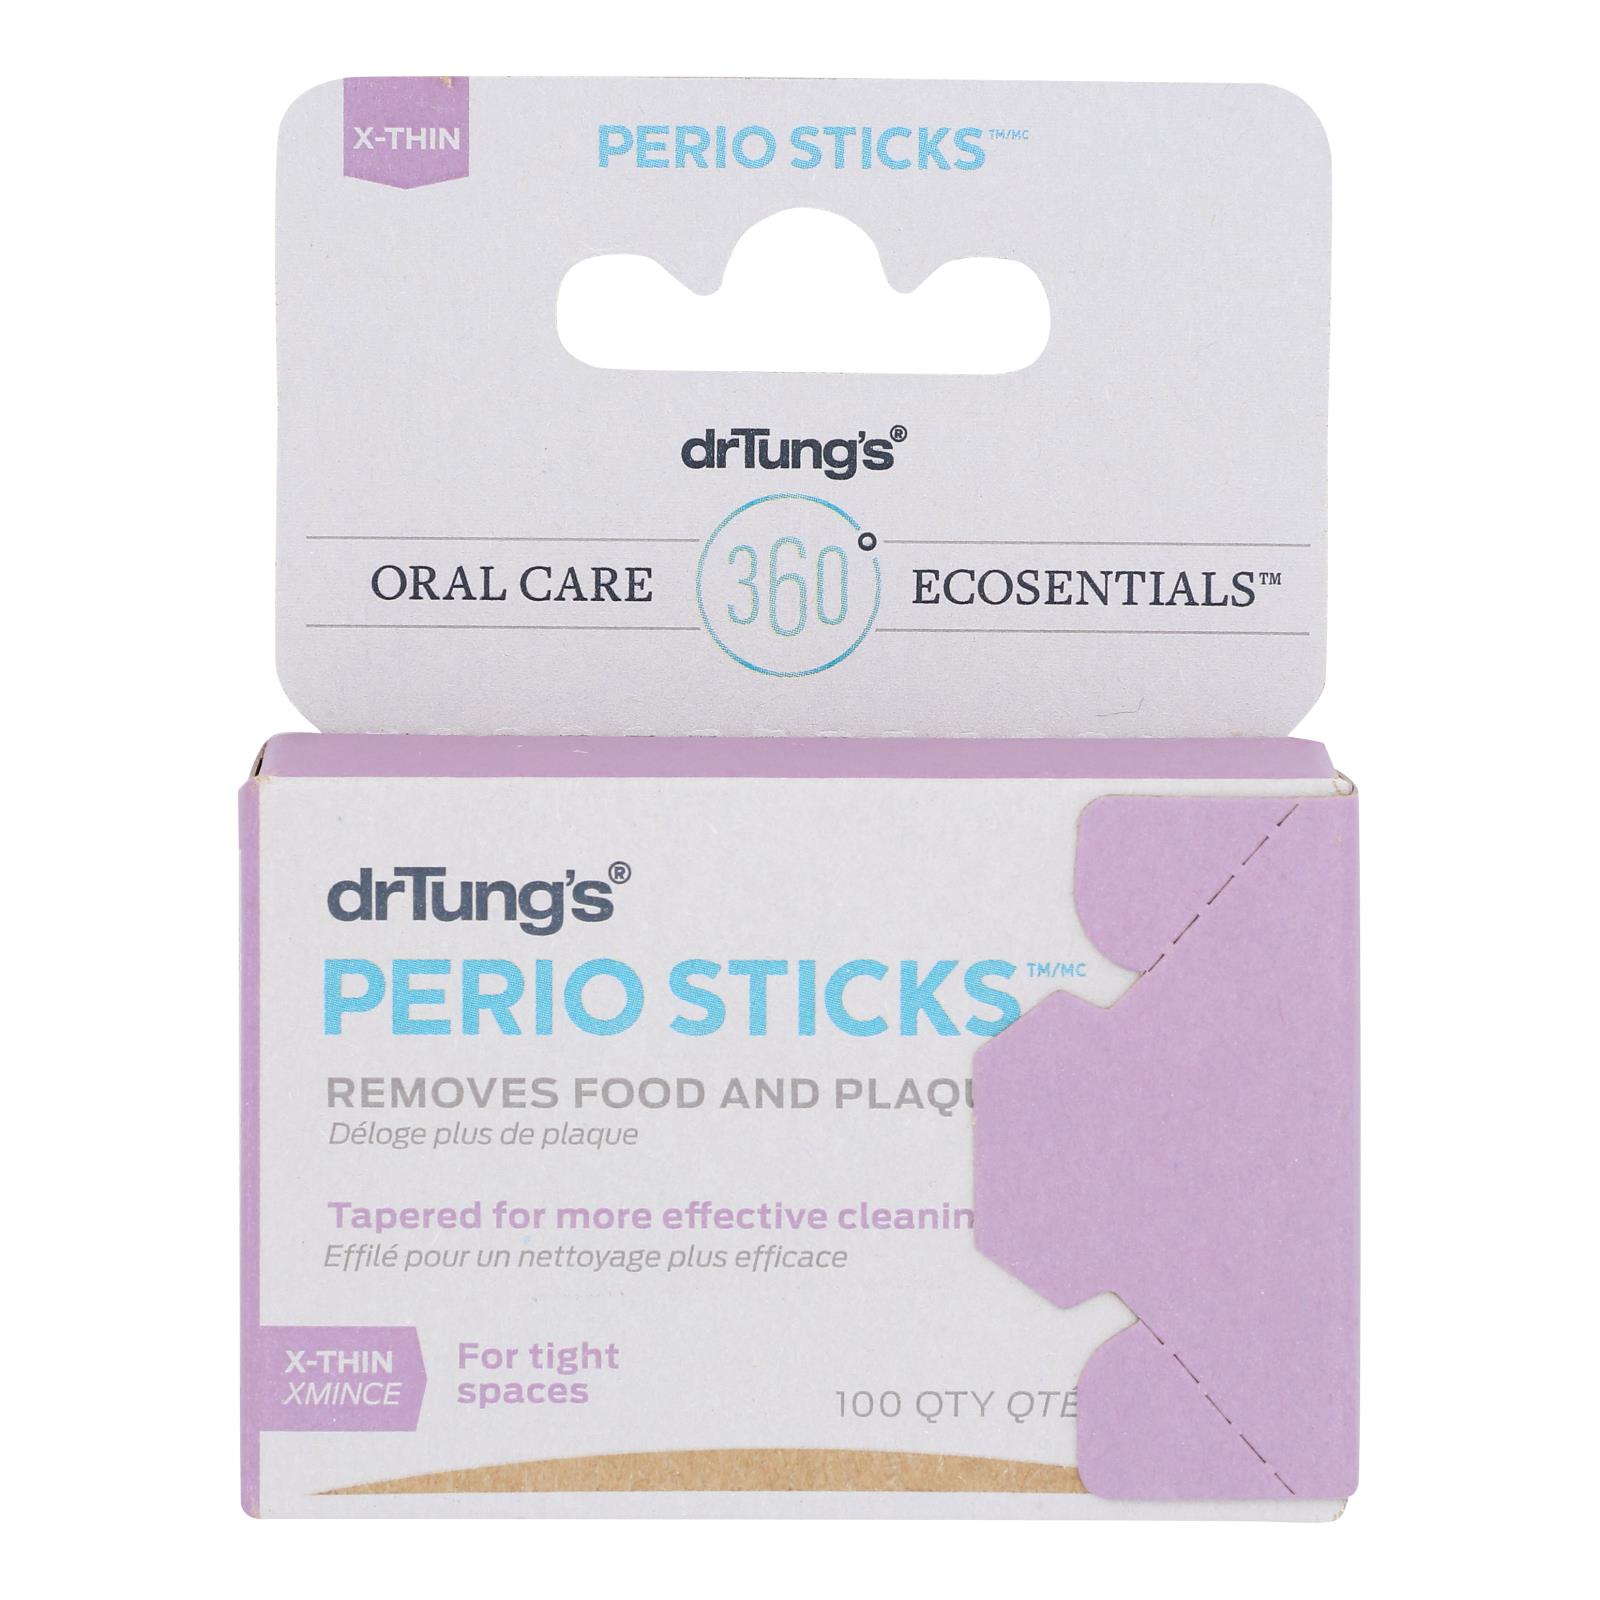 X-THIN
PERIO STICKS™/MC
drTung's®
ORAL CARE 360° ECOSENTIALS™
drTung's®
PERIO STICKS™/MC
REMOVES FOOD AND PLAQU
Déloge plus de plaque
Tapered for more effective cleanin
Effilé pour un nettoyage plus efficace
X-THIN
XMINCE
For tight
spaces
100 QTY QTÉ